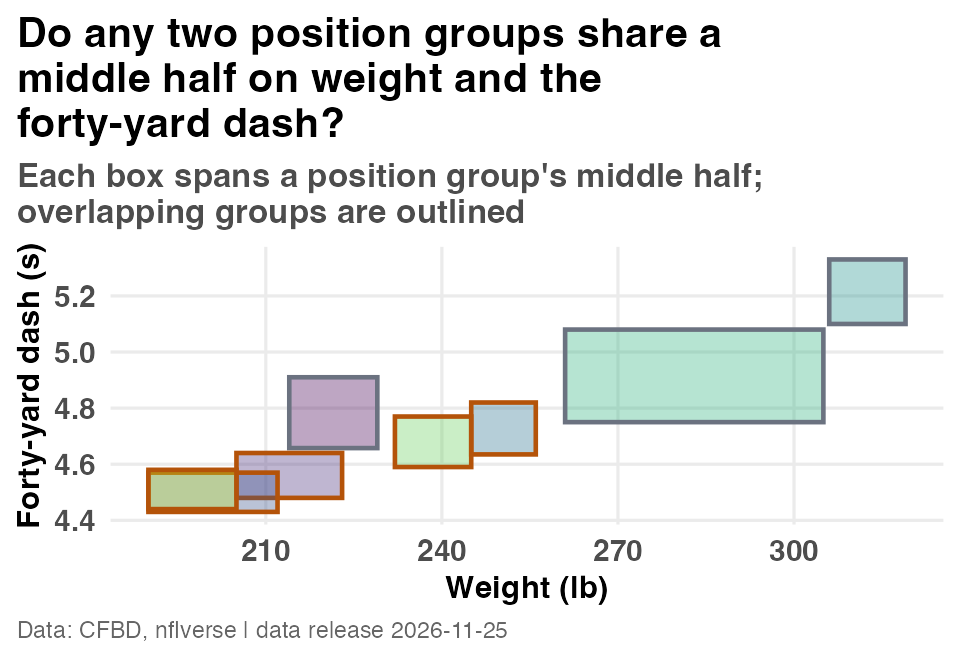 Do any two position groups share a
middle half on weight and the
forty-yard dash?
Each box spans a position group's middle half;
overlapping groups are outlined
Forty-yard dash (s)
5.2
5.0
4.8
4.6
4.4
210
240
270
300
Weight (lb)
Data: CFBD, nflverse | data release 2026-11-25